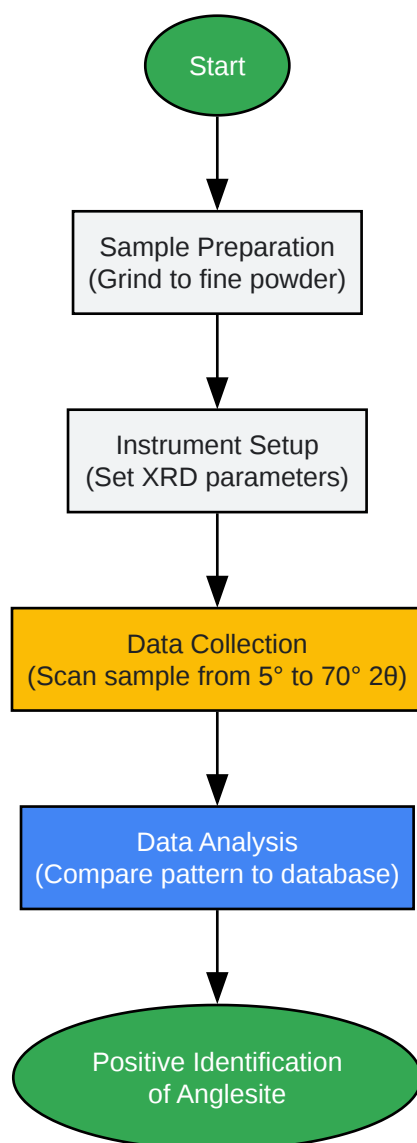 Start
Sample Preparation
(Grind to fine powder)
Instrument Setup
(Set XRD parameters)
Data Collection
(Scan sample from 5° to 70° 2θ)
Data Analysis
(Compare pattern to database)
Positive Identification
of Anglesite